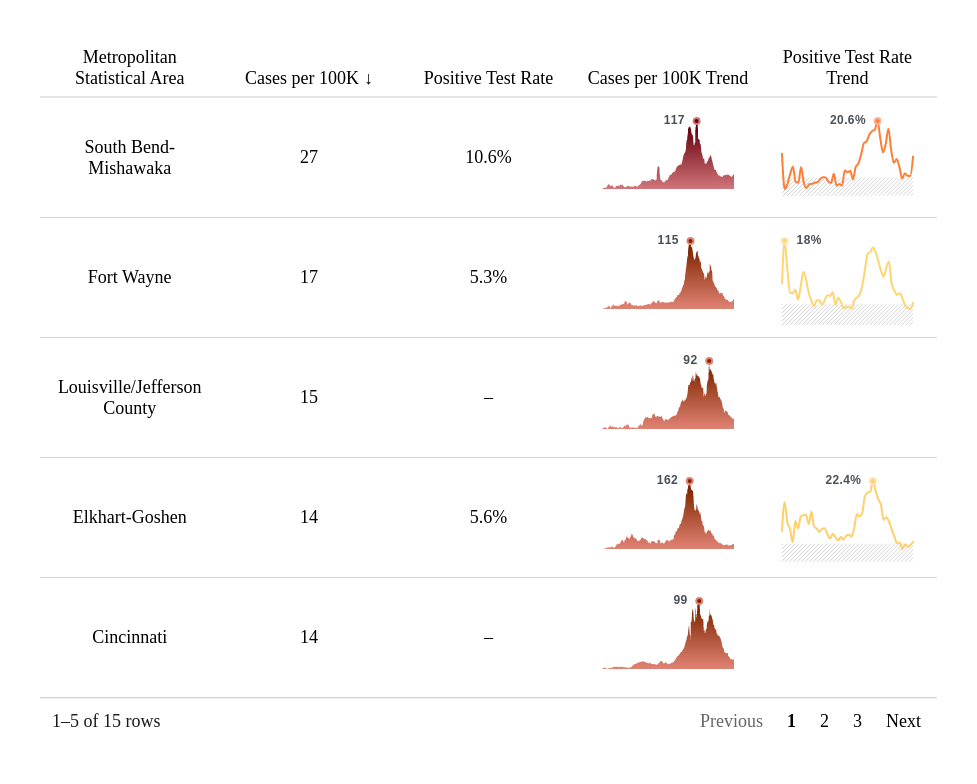 Metropolitan
Statistical Area
Cases per 100K ↓
Positive Test Rate
Cases per 100K Trend
Positive Test Rate
Trend
South Bend-
Mishawaka
27
10.6%
117
20.6%
Fort Wayne
17
5.3%
115
18%
Louisville/Jefferson
County
15
–
92
Elkhart-Goshen
14
5.6%
162
22.4%
Cincinnati
14
–
99
1–5 of 15 rows
Previous 1 2 3 Next